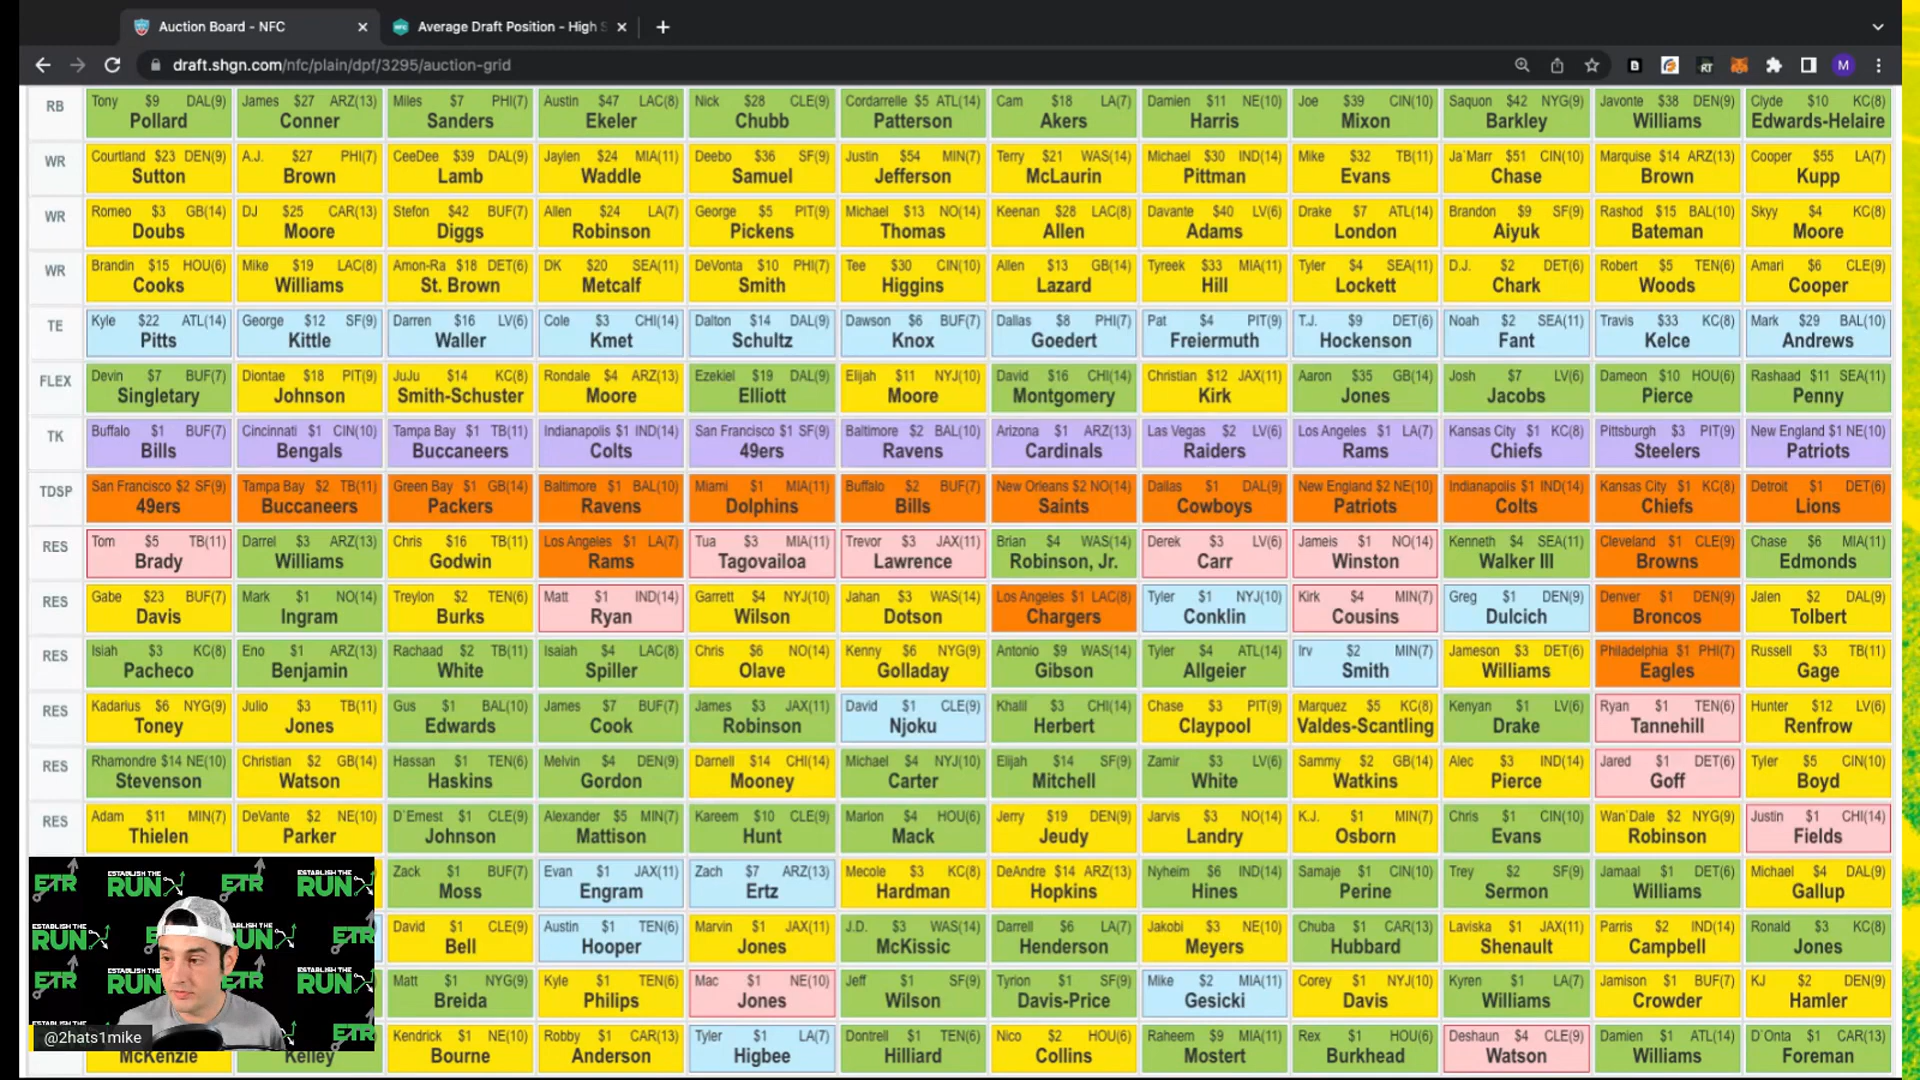 Auction Board - NFC
Average Draft Position - High S
draft.shgn.com/nfc/plain/dpf/3295/auction-grid
RB
Tony $9 DAL(9) Pollard
James $27 ARZ(13) Conner
Miles $7 PHI(7) Sanders
Austin $47 LAC(8) Ekeler
Nick $28 CLE(9) Chubb
Cordarrelle $5 ATL(14) Patterson
Cam $18 LA(7) Akers
Damien $11 NE(10) Harris
Joe $39 CIN(10) Mixon
Saquon $42 NYG(9) Barkley
Javonte $38 DEN(9) Williams
Clyde $10 KC(8) Edwards-Helaire
WR
Courtland $23 DEN(9) Sutton
A.J. $27 PHI(7) Brown
CeeDee $39 DAL(9) Lamb
Jaylen $24 MIA(11) Waddle
Deebo $36 SF(9) Samuel
Justin $54 MIN(7) Jefferson
Terry $21 WAS(14) McLaurin
Michael $30 IND(14) Pittman
Mike $32 TB(11) Evans
Ja`Marr $51 CIN(10) Chase
Marquise $14 ARZ(13) Brown
Cooper $55 LA(7) Kupp
WR
Romeo $3 GB(14) Doubs
DJ $25 CAR(13) Moore
Stefon $42 BUF(7) Diggs
Allen $24 LA(7) Robinson
George $5 PIT(9) Pickens
Michael $13 NO(14) Thomas
Keenan $28 LAC(8) Allen
Davante $40 LV(6) Adams
Drake $7 ATL(14) London
Brandon $9 SF(9) Aiyuk
Rashod $15 BAL(10) Bateman
Skyy $4 KC(8) Moore
WR
Brandin $15 HOU(6) Cooks
Mike $19 LAC(8) Williams
Amon-Ra $18 DET(6) St. Brown
DK $20 SEA(11) Metcalf
DeVonta $10 PHI(7) Smith
Tee $30 CIN(10) Higgins
Allen $13 GB(14) Lazard
Tyreek $33 MIA(11) Hill
Tyler $4 SEA(11) Lockett
D.J. $2 DET(6) Chark
Robert $5 TEN(6) Woods
Amari $6 CLE(9) Cooper
TE
Kyle $22 ATL(14) Pitts
George $12 SF(9) Kittle
Darren $16 LV(6) Waller
Cole $3 CHI(14) Kmet
Dalton $14 DAL(9) Schultz
Dawson $6 BUF(7) Knox
Dallas $8 PHI(7) Goedert
Pat $4 PIT(9) Freiermuth
T.J. $9 DET(6) Hockenson
Noah $2 SEA(11) Fant
Travis $33 KC(8) Kelce
Mark $29 BAL(10) Andrews
FLEX
Devin $7 BUF(7) Singletary
Diontae $18 PIT(9) Johnson
JuJu $14 KC(8) Smith-Schuster
Rondale $4 ARZ(13) Moore
Ezekiel $19 DAL(9) Elliott
Elijah $11 NYJ(10) Moore
David $16 CHI(14) Montgomery
Christian $12 JAX(11) Kirk
Aaron $35 GB(14) Jones
Josh $7 LV(6) Jacobs
Dameon $10 HOU(6) Pierce
Rashaad $11 SEA(11) Penny
TK
Buffalo $1 BUF(7) Bills
Cincinnati $1 CIN(10) Bengals
Tampa Bay $1 TB(11) Buccaneers
Indianapolis $1 IND(14) Colts
San Francisco $1 SF(9) 49ers
Baltimore $2 BAL(10) Ravens
Arizona $1 ARZ(13) Cardinals
Las Vegas $2 LV(6) Raiders
Los Angeles $1 LA(7) Rams
Kansas City $1 KC(8) Chiefs
Pittsburgh $3 PIT(9) Steelers
New England $1 NE(10) Patriots
TDSP
San Francisco $2 SF(9) 49ers
Tampa Bay $2 TB(11) Buccaneers
Green Bay $1 GB(14) Packers
Baltimore $1 BAL(10) Ravens
Miami $1 MIA(11) Dolphins
Buffalo $2 BUF(7) Bills
New Orleans $2 NO(14) Saints
Dallas $1 DAL(9) Cowboys
New England $2 NE(10) Patriots
Indianapolis $1 IND(14) Colts
Kansas City $1 KC(8) Chiefs
Detroit $1 DET(6) Lions
RES
Tom $5 TB(11) Brady
Darrel $3 ARZ(13) Williams
Chris $16 TB(11) Godwin
Los Angeles $1 LA(7) Rams
Tua $3 MIA(11) Tagovailoa
Trevor $3 JAX(11) Lawrence
Brian $4 WAS(14) Robinson, Jr.
Derek $3 LV(6) Carr
Jameis $1 NO(14) Winston
Kenneth $4 SEA(11) Walker III
Cleveland $1 CLE(9) Browns
Chase $6 MIA(11) Edmonds
RES
Gabe $23 BUF(7) Davis
Mark $1 NO(14) Ingram
Treylon $2 TEN(6) Burks
Matt $1 IND(14) Ryan
Garrett $4 NYJ(10) Wilson
Jahan $3 WAS(14) Dotson
Los Angeles $1 LAC(8) Chargers
Tyler $1 NYJ(10) Conklin
Kirk $4 MIN(7) Cousins
Greg $1 DEN(9) Dulcich
Denver $1 DEN(9) Broncos
Jalen $2 DAL(9) Tolbert
RES
Isiah $3 KC(8) Pacheco
Eno $1 ARZ(13) Benjamin
Rachaad $2 TB(11) White
Isaiah $4 LAC(8) Spiller
Chris $6 NO(14) Olave
Kenny $6 NYG(9) Golladay
Antonio $9 WAS(14) Gibson
Tyler $4 ATL(14) Allgeier
Irv $2 MIN(7) Smith
Jameson $3 DET(6) Williams
Philadelphia $1 PHI(7) Eagles
Russell $3 TB(11) Gage
RES
Kadarius $6 NYG(9) Toney
Julio $3 TB(11) Jones
Gus $1 BAL(10) Edwards
James $7 BUF(7) Cook
James $3 JAX(11) Robinson
David $1 CLE(9) Njoku
Khalil $3 CHI(14) Herbert
Chase $3 PIT(9) Claypool
Marquez $5 KC(8) Valdes-Scantling
Kenyan $1 LV(6) Drake
Ryan $1 TEN(6) Tannehill
Hunter $12 LV(6) Renfrow
RES
Rhamondre $14 NE(10) Stevenson
Christian $2 GB(14) Watson
Hassan $1 TEN(6) Haskins
Melvin $4 DEN(9) Gordon
Darnell $14 CHI(14) Mooney
Michael $4 NYJ(10) Carter
Elijah $14 SF(9) Mitchell
Zamir $3 LV(6) White
Sammy $2 GB(14) Watkins
Alec $3 IND(14) Pierce
Jared $1 DET(6) Goff
Tyler $5 CIN(10) Boyd
RES
Adam $11 MIN(7) Thielen
DeVante $2 NE(10) Parker
D`Ernest $1 CLE(9) Johnson
Alexander $5 MIN(7) Mattison
Kareem $10 CLE(9) Hunt
Marlon $4 HOU(6) Mack
Jerry $19 DEN(9) Jeudy
Jarvis $3 NO(14) Landry
K.J. $1 MIN(7) Osborn
Chris $1 CIN(10) Evans
Wan`Dale $2 NYG(9) Robinson
Justin $1 CHI(14) Fields
Zack $1 BUF(7) Moss
Evan $1 JAX(11) Engram
Zach $7 ARZ(13) Ertz
Mecole $3 KC(8) Hardman
DeAndre $14 ARZ(13) Hopkins
Nyheim $6 IND(14) Hines
Samaje $1 CIN(10) Perine
Trey $2 SF(9) Sermon
Jamaal $1 DET(6) Williams
Michael $4 DAL(9) Gallup
David $1 CLE(9) Bell
Austin $1 TEN(6) Hooper
Marvin $1 JAX(11) Jones
J.D. $3 WAS(14) McKissic
Darrell $6 LA(7) Henderson
Jakobi $3 NE(10) Meyers
Chuba $1 CAR(13) Hubbard
Laviska $1 JAX(11) Shenault
Parris $2 IND(14) Campbell
Ronald $3 KC(8) Jones
Matt $1 NYG(9) Breida
Kyle $1 TEN(6) Philips
Mac $1 NE(10) Jones
Jeff $1 SF(9) Wilson
Tyrion $1 SF(9) Davis-Price
Mike $2 MIA(11) Gesicki
Corey $1 NYJ(10) Davis
Kyren $1 LA(7) Williams
Jamison $1 BUF(7) Crowder
KJ $2 DEN(9) Hamler
McKenzie
Kelley
Kendrick $1 NE(10) Bourne
Robby $1 CAR(13) Anderson
Tyler $1 LA(7) Higbee
Dontrell $1 TEN(6) Hilliard
Nico $2 HOU(6) Collins
Raheem $9 MIA(11) Mostert
Rex $1 HOU(6) Burkhead
Deshaun $4 CLE(9) Watson
Damien $1 ATL(14) Williams
D`Onta $1 CAR(13) Foreman
ETR ESTABLISH THE RUN ETR ESTABLISH THE RUN
ESTABLISH THE RUN ETR
ETR ESTABLISH THE RUN
@2hats1mike